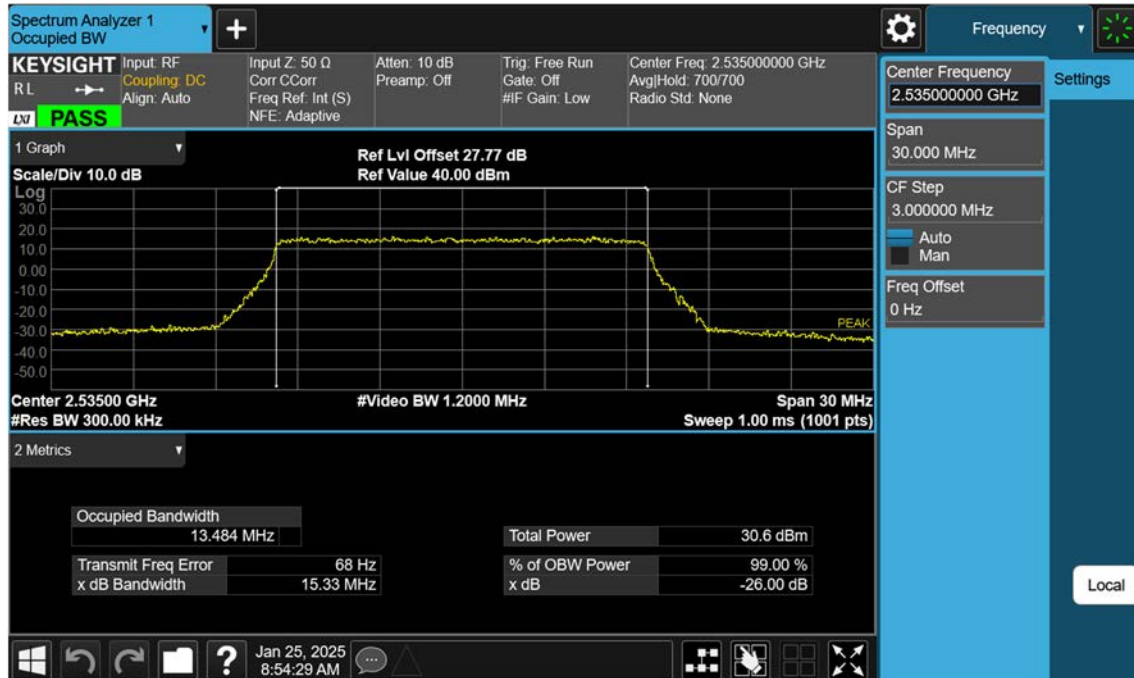 Spectrum Analyzer 1
Occupied BW
Frequency
KEYSIGHT
RL
LXI PASS
Input: RF
Coupling: DC
Align: Auto
Input Z: 50 Ω
Corr CCorr
Freq Ref: Int (S)
NFE: Adaptive
Atten: 10 dB
Preamp: Off
Trig: Free Run
Gate: Off
#IF Gain: Low
Center Freq: 2.535000000 GHz
Avg|Hold: 700/700
Radio Std: None
Center Frequency
2.535000000 GHz
Settings
Span
30.000 MHz
CF Step
3.000000 MHz
Auto
Man
Freq Offset
0 Hz
Local
1 Graph
Scale/Div 10.0 dB
Ref Lvl Offset 27.77 dB
Ref Value 40.00 dBm
Log
30.0
20.0
10.0
0.00
-10.0
-20.0
-30.0
-40.0
-50.0
PEAK
Center 2.53500 GHz
#Video BW 1.2000 MHz
Span 30 MHz
#Res BW 300.00 kHz
Sweep 1.00 ms (1001 pts)
2 Metrics
Occupied Bandwidth
13.484 MHz
Total Power 30.6 dBm
Transmit Freq Error 68 Hz
% of OBW Power 99.00 %
x dB Bandwidth 15.33 MHz
x dB -26.00 dB
?
Jan 25, 2025
8:54:29 AM